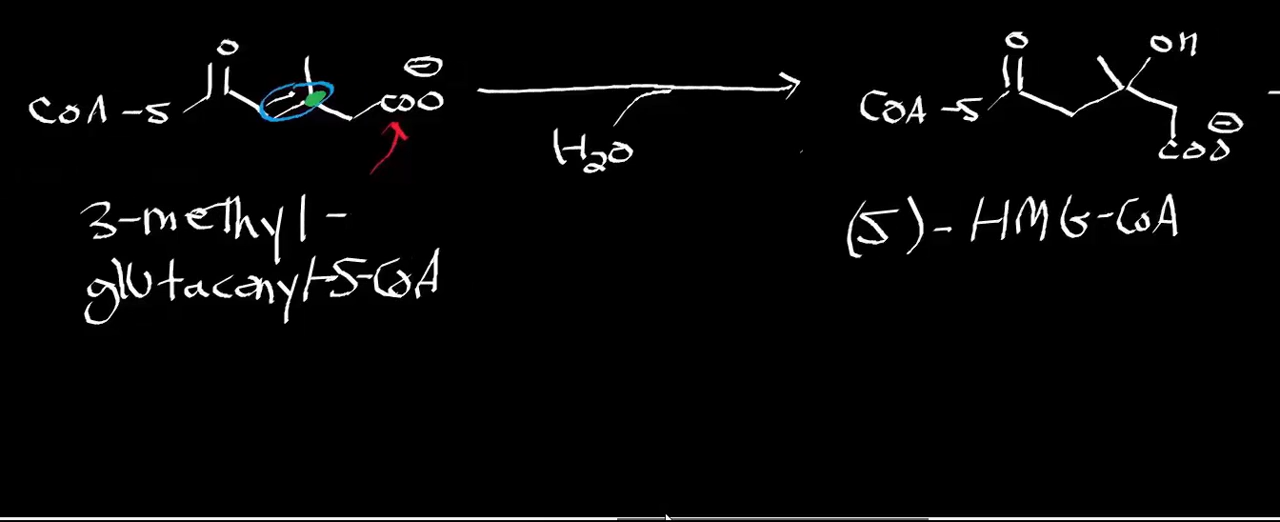 O
CoA-S
COO
⊖
H2O
O
OH
CoA-S
⊖
COO
3-methyl-
glutaconyl-S-CoA
(S)-HMG-CoA